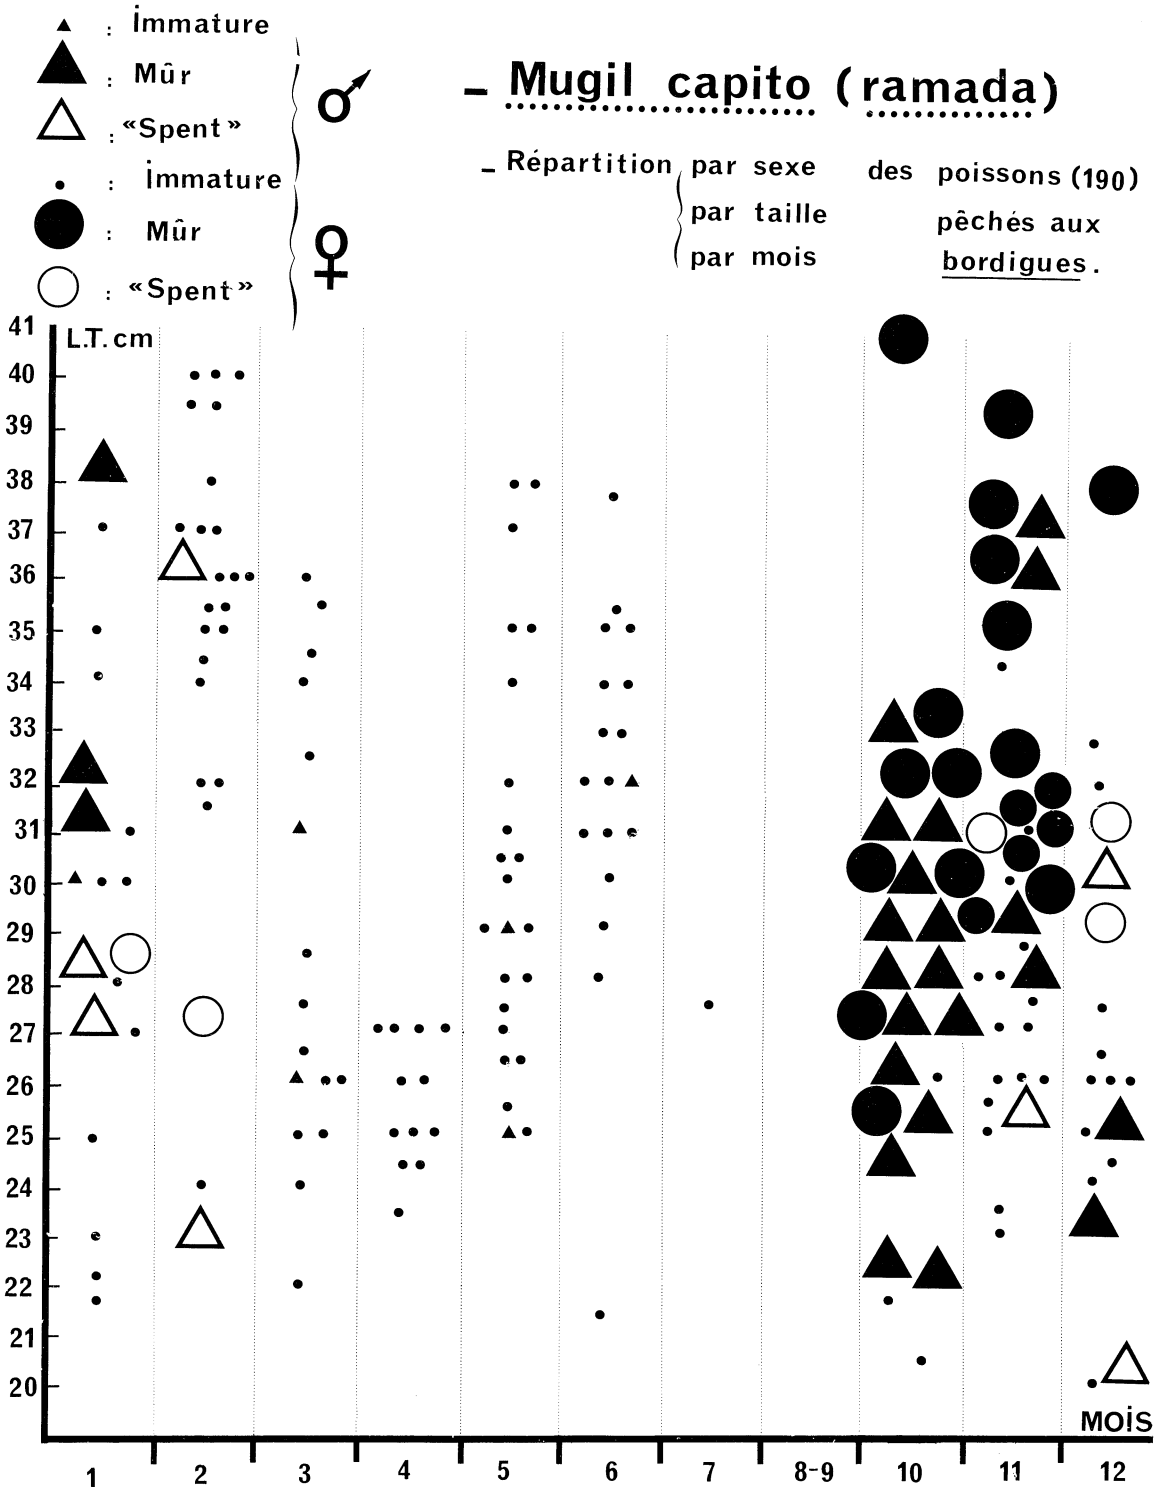 : immature
: Mûr
: «Spent»
: immature
: Mûr
: «Spent»
♂
♀
– Mugil capito (ramada)
– Répartition par sexe des poissons (190)
par taille pêchés aux
par mois bordigues.
L.T. cm
41
40
39
38
37
36
35
34
33
32
31
30
29
28
27
26
25
24
23
22
21
20
MOIS
1 2 3 4 5 6 7 8-9 10 11 12